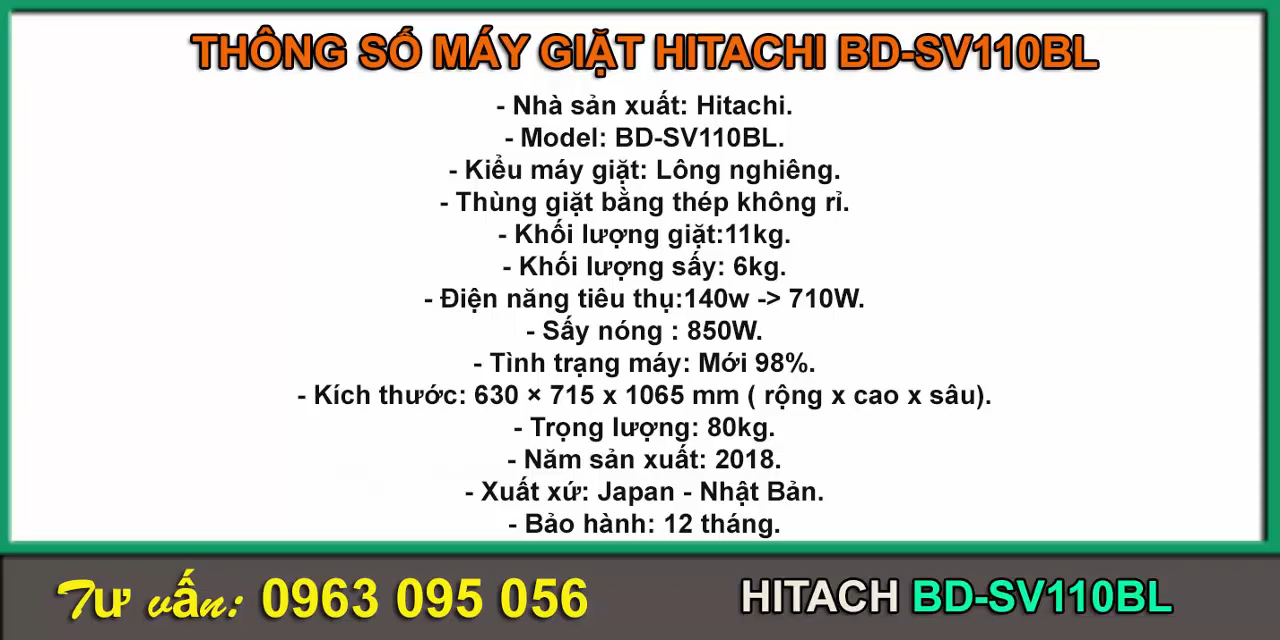 THÔNG SỐ MÁY GIẶT HITACHI BD-SV110BL
- Nhà sản xuất: Hitachi.
- Model: BD-SV110BL.
- Kiểu máy giặt: Lông nghiêng.
- Thùng giặt bằng thép không rỉ.
- Khối lượng giặt:11kg.
- Khối lượng sấy: 6kg.
- Điện năng tiêu thụ:140w -> 710W.
- Sấy nóng : 850W.
- Tình trạng máy: Mới 98%.
- Kích thước: 630 × 715 x 1065 mm ( rộng x cao x sâu).
- Trọng lượng: 80kg.
- Năm sản xuất: 2018.
- Xuất xứ: Japan - Nhật Bản.
- Bảo hành: 12 tháng.
Tư vấn: 0963 095 056 HITACH BD-SV110BL